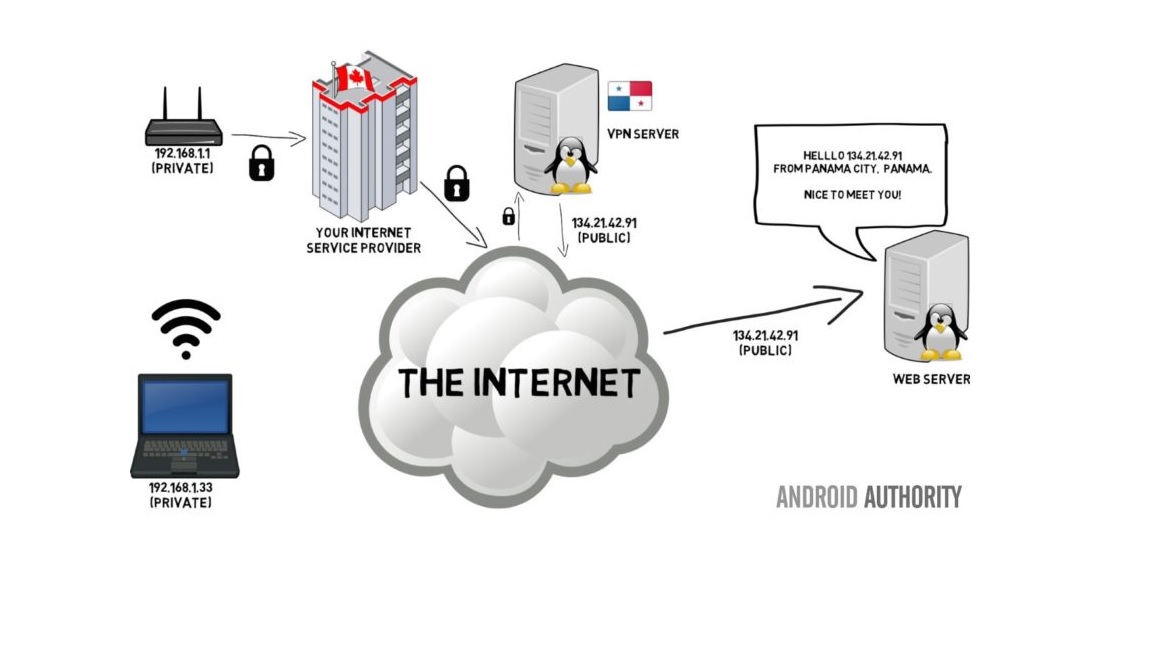 192.168.1.1
(PRIVATE)
YOUR INTERNET
SERVICE PROVIDER
VPN SERVER
134.21.42.91
(PUBLIC)
HELLLO 134.21.42.91
FROM PANAMA CITY, PANAMA.
NICE TO MEET YOU!
THE INTERNET
134.21.42.91
(PUBLIC)
WEB SERVER
192.168.1.33
(PRIVATE)
ANDROID AUTHORITY